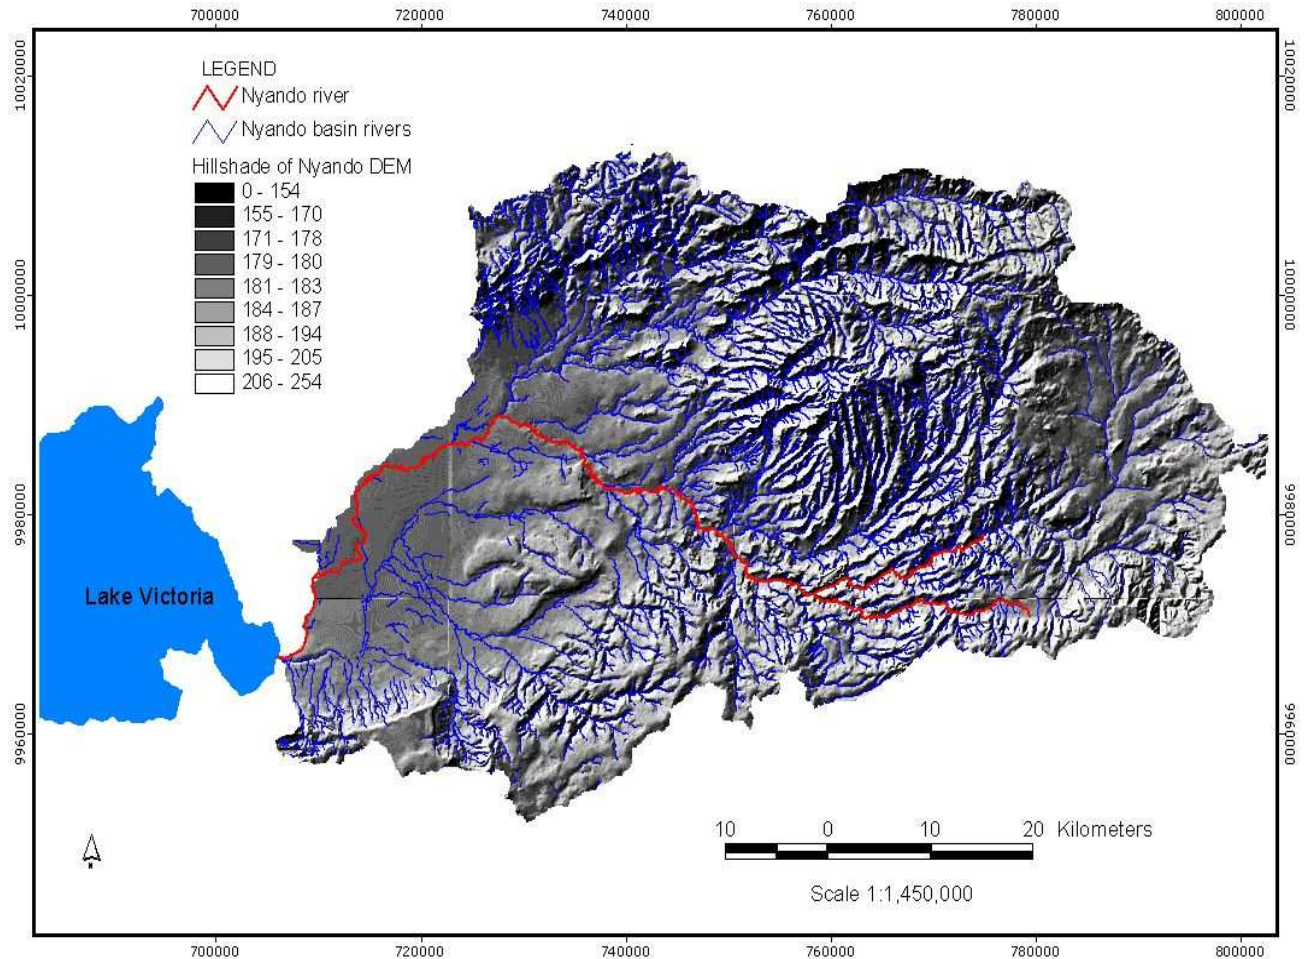 700000 720000 740000 760000 780000 800000
10020000 10020000
LEGEND
Nyando river
Nyando basin rivers
Hillshade of Nyando DEM
0 - 154
155 - 170
171 - 178
179 - 180
181 - 183
184 - 187
188 - 194
195 - 205
206 - 254
10000000 10000000
9980000 9980000
Lake Victoria
9960000 9960000
10 0 10 20 Kilometers
N
Scale 1:1,450,000
700000 720000 740000 760000 780000 800000